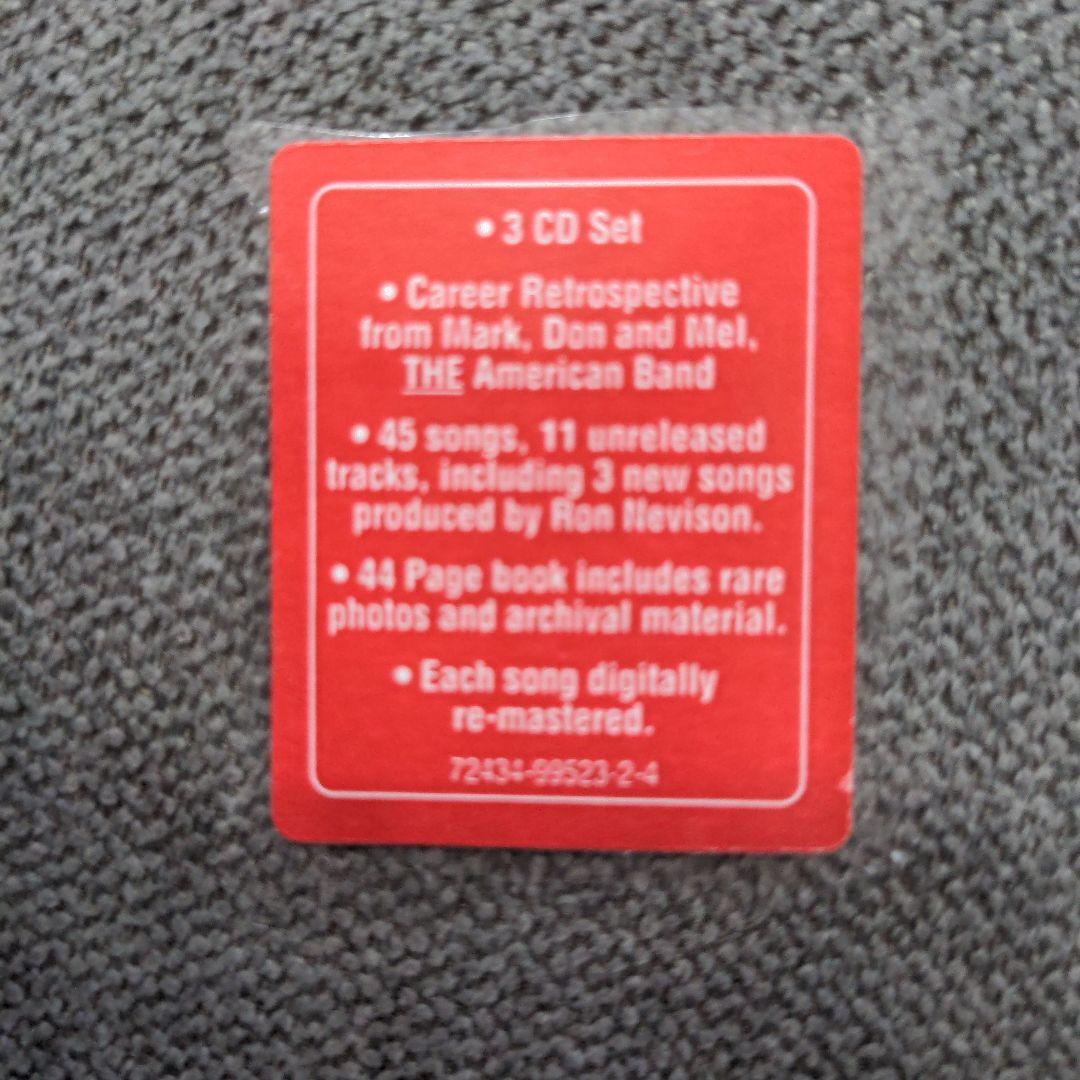 • 3 CD Set
• Career Retrospective
from Mark, Don and Mel,
THE American Band
• 45 songs, 11 unreleased
tracks, including 3 new songs
produced by Ron Nevison.
• 44 Page book includes rare
photos and archival material.
• Each song digitally
re-mastered.
72434-99523-2-4